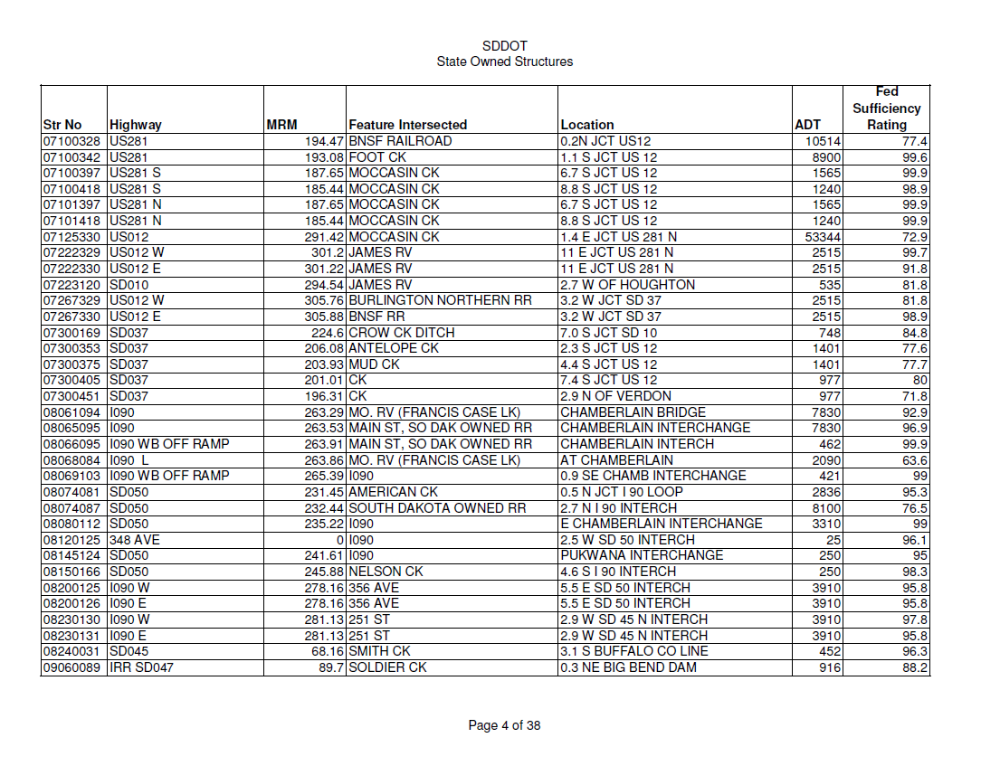 SDDOT
State Owned Structures
Str No Highway MRM Feature Intersected Location ADT Fed Sufficiency Rating
07100328 US281 194.47 BNSF RAILROAD 0.2N JCT US12 10514 77.4
07100342 US281 193.08 FOOT CK 1.1 S JCT US 12 8900 99.6
07100397 US281 S 187.65 MOCCASIN CK 6.7 S JCT US 12 1565 99.9
07100418 US281 S 185.44 MOCCASIN CK 8.8 S JCT US 12 1240 98.9
07101397 US281 N 187.65 MOCCASIN CK 6.7 S JCT US 12 1565 99.9
07101418 US281 N 185.44 MOCCASIN CK 8.8 S JCT US 12 1240 99.9
07125330 US012 291.42 MOCCASIN CK 1.4 E JCT US 281 N 53344 72.9
07222329 US012 W 301.2 JAMES RV 11 E JCT US 281 N 2515 99.7
07222330 US012 E 301.22 JAMES RV 11 E JCT US 281 N 2515 91.8
07223120 SD010 294.54 JAMES RV 2.7 W OF HOUGHTON 535 81.8
07267329 US012 W 305.76 BURLINGTON NORTHERN RR 3.2 W JCT SD 37 2515 81.8
07267330 US012 E 305.88 BNSF RR 3.2 W JCT SD 37 2515 98.9
07300169 SD037 224.6 CROW CK DITCH 7.0 S JCT SD 10 748 84.8
07300353 SD037 206.08 ANTELOPE CK 2.3 S JCT US 12 1401 77.6
07300375 SD037 203.93 MUD CK 4.4 S JCT US 12 1401 77.7
07300405 SD037 201.01 CK 7.4 S JCT US 12 977 80
07300451 SD037 196.31 CK 2.9 N OF VERDON 977 71.8
08061094 I090 263.29 MO. RV (FRANCIS CASE LK) CHAMBERLAIN BRIDGE 7830 92.9
08065095 I090 263.53 MAIN ST, SO DAK OWNED RR CHAMBERLAIN INTERCHANGE 7830 96.9
08066095 I090 WB OFF RAMP 263.91 MAIN ST, SO DAK OWNED RR CHAMBERLAIN INTERCH 462 99.9
08068084 I090 L 263.86 MO. RV (FRANCIS CASE LK) AT CHAMBERLAIN 2090 63.6
08069103 I090 WB OFF RAMP 265.39 I090 0.9 SE CHAMB INTERCHANGE 421 99
08074081 SD050 231.45 AMERICAN CK 0.5 N JCT I 90 LOOP 2836 95.3
08074087 SD050 232.44 SOUTH DAKOTA OWNED RR 2.7 N I 90 INTERCH 8100 76.5
08080112 SD050 235.22 I090 E CHAMBERLAIN INTERCHANGE 3310 99
08120125 348 AVE 0 I090 2.5 W SD 50 INTERCH 25 96.1
08145124 SD050 241.61 I090 PUKWANA INTERCHANGE 250 95
08150166 SD050 245.88 NELSON CK 4.6 S I 90 INTERCH 250 98.3
08200125 I090 W 278.16 356 AVE 5.5 E SD 50 INTERCH 3910 95.8
08200126 I090 E 278.16 356 AVE 5.5 E SD 50 INTERCH 3910 95.8
08230130 I090 W 281.13 251 ST 2.9 W SD 45 N INTERCH 3910 97.8
08230131 I090 E 281.13 251 ST 2.9 W SD 45 N INTERCH 3910 95.8
08240031 SD045 68.16 SMITH CK 3.1 S BUFFALO CO LINE 452 96.3
09060089 IRR SD047 89.7 SOLDIER CK 0.3 NE BIG BEND DAM 916 88.2
Page 4 of 38